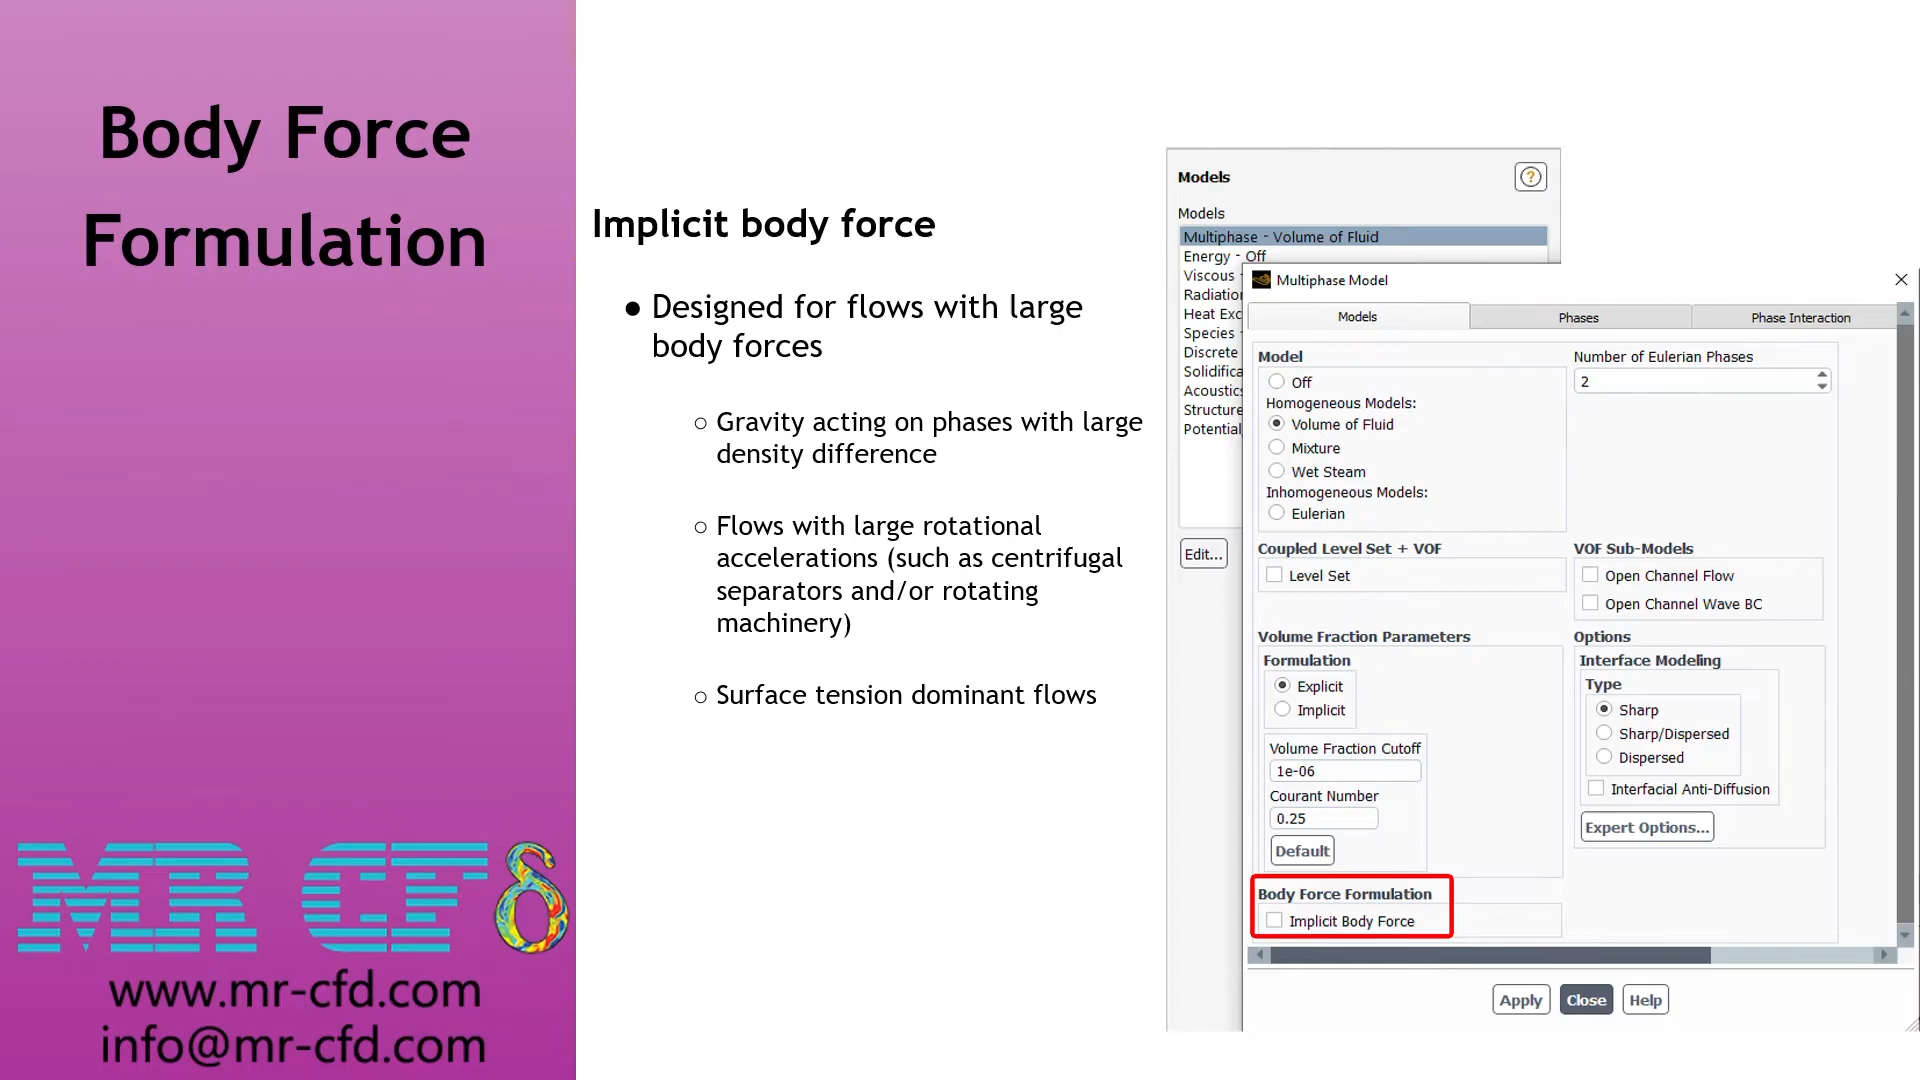 Body Force
Formulation
Implicit body force
● Designed for flows with large
body forces
○ Gravity acting on phases with large
density difference
○ Flows with large rotational
accelerations (such as centrifugal
separators and/or rotating
machinery)
○ Surface tension dominant flows
MR CFδ
www.mr-cfd.com
info@mr-cfd.com
Models
?
Models
Multiphase - Volume of Fluid
Energy - Off
Viscous -
Radiation
Heat Exc
Species -
Discrete
Solidifica
Acoustics
Structure
Potential
Edit...
Multiphase Model
Models
Phases
Phase Interaction
Model
Off
Homogeneous Models:
Volume of Fluid
Mixture
Wet Steam
Inhomogeneous Models:
Eulerian
Number of Eulerian Phases
2
Coupled Level Set + VOF
Level Set
VOF Sub-Models
Open Channel Flow
Open Channel Wave BC
Volume Fraction Parameters
Formulation
Explicit
Implicit
Volume Fraction Cutoff
1e-06
Courant Number
0.25
Default
Options
Interface Modeling
Type
Sharp
Sharp/Dispersed
Dispersed
Interfacial Anti-Diffusion
Expert Options...
Body Force Formulation
Implicit Body Force
Apply
Close
Help